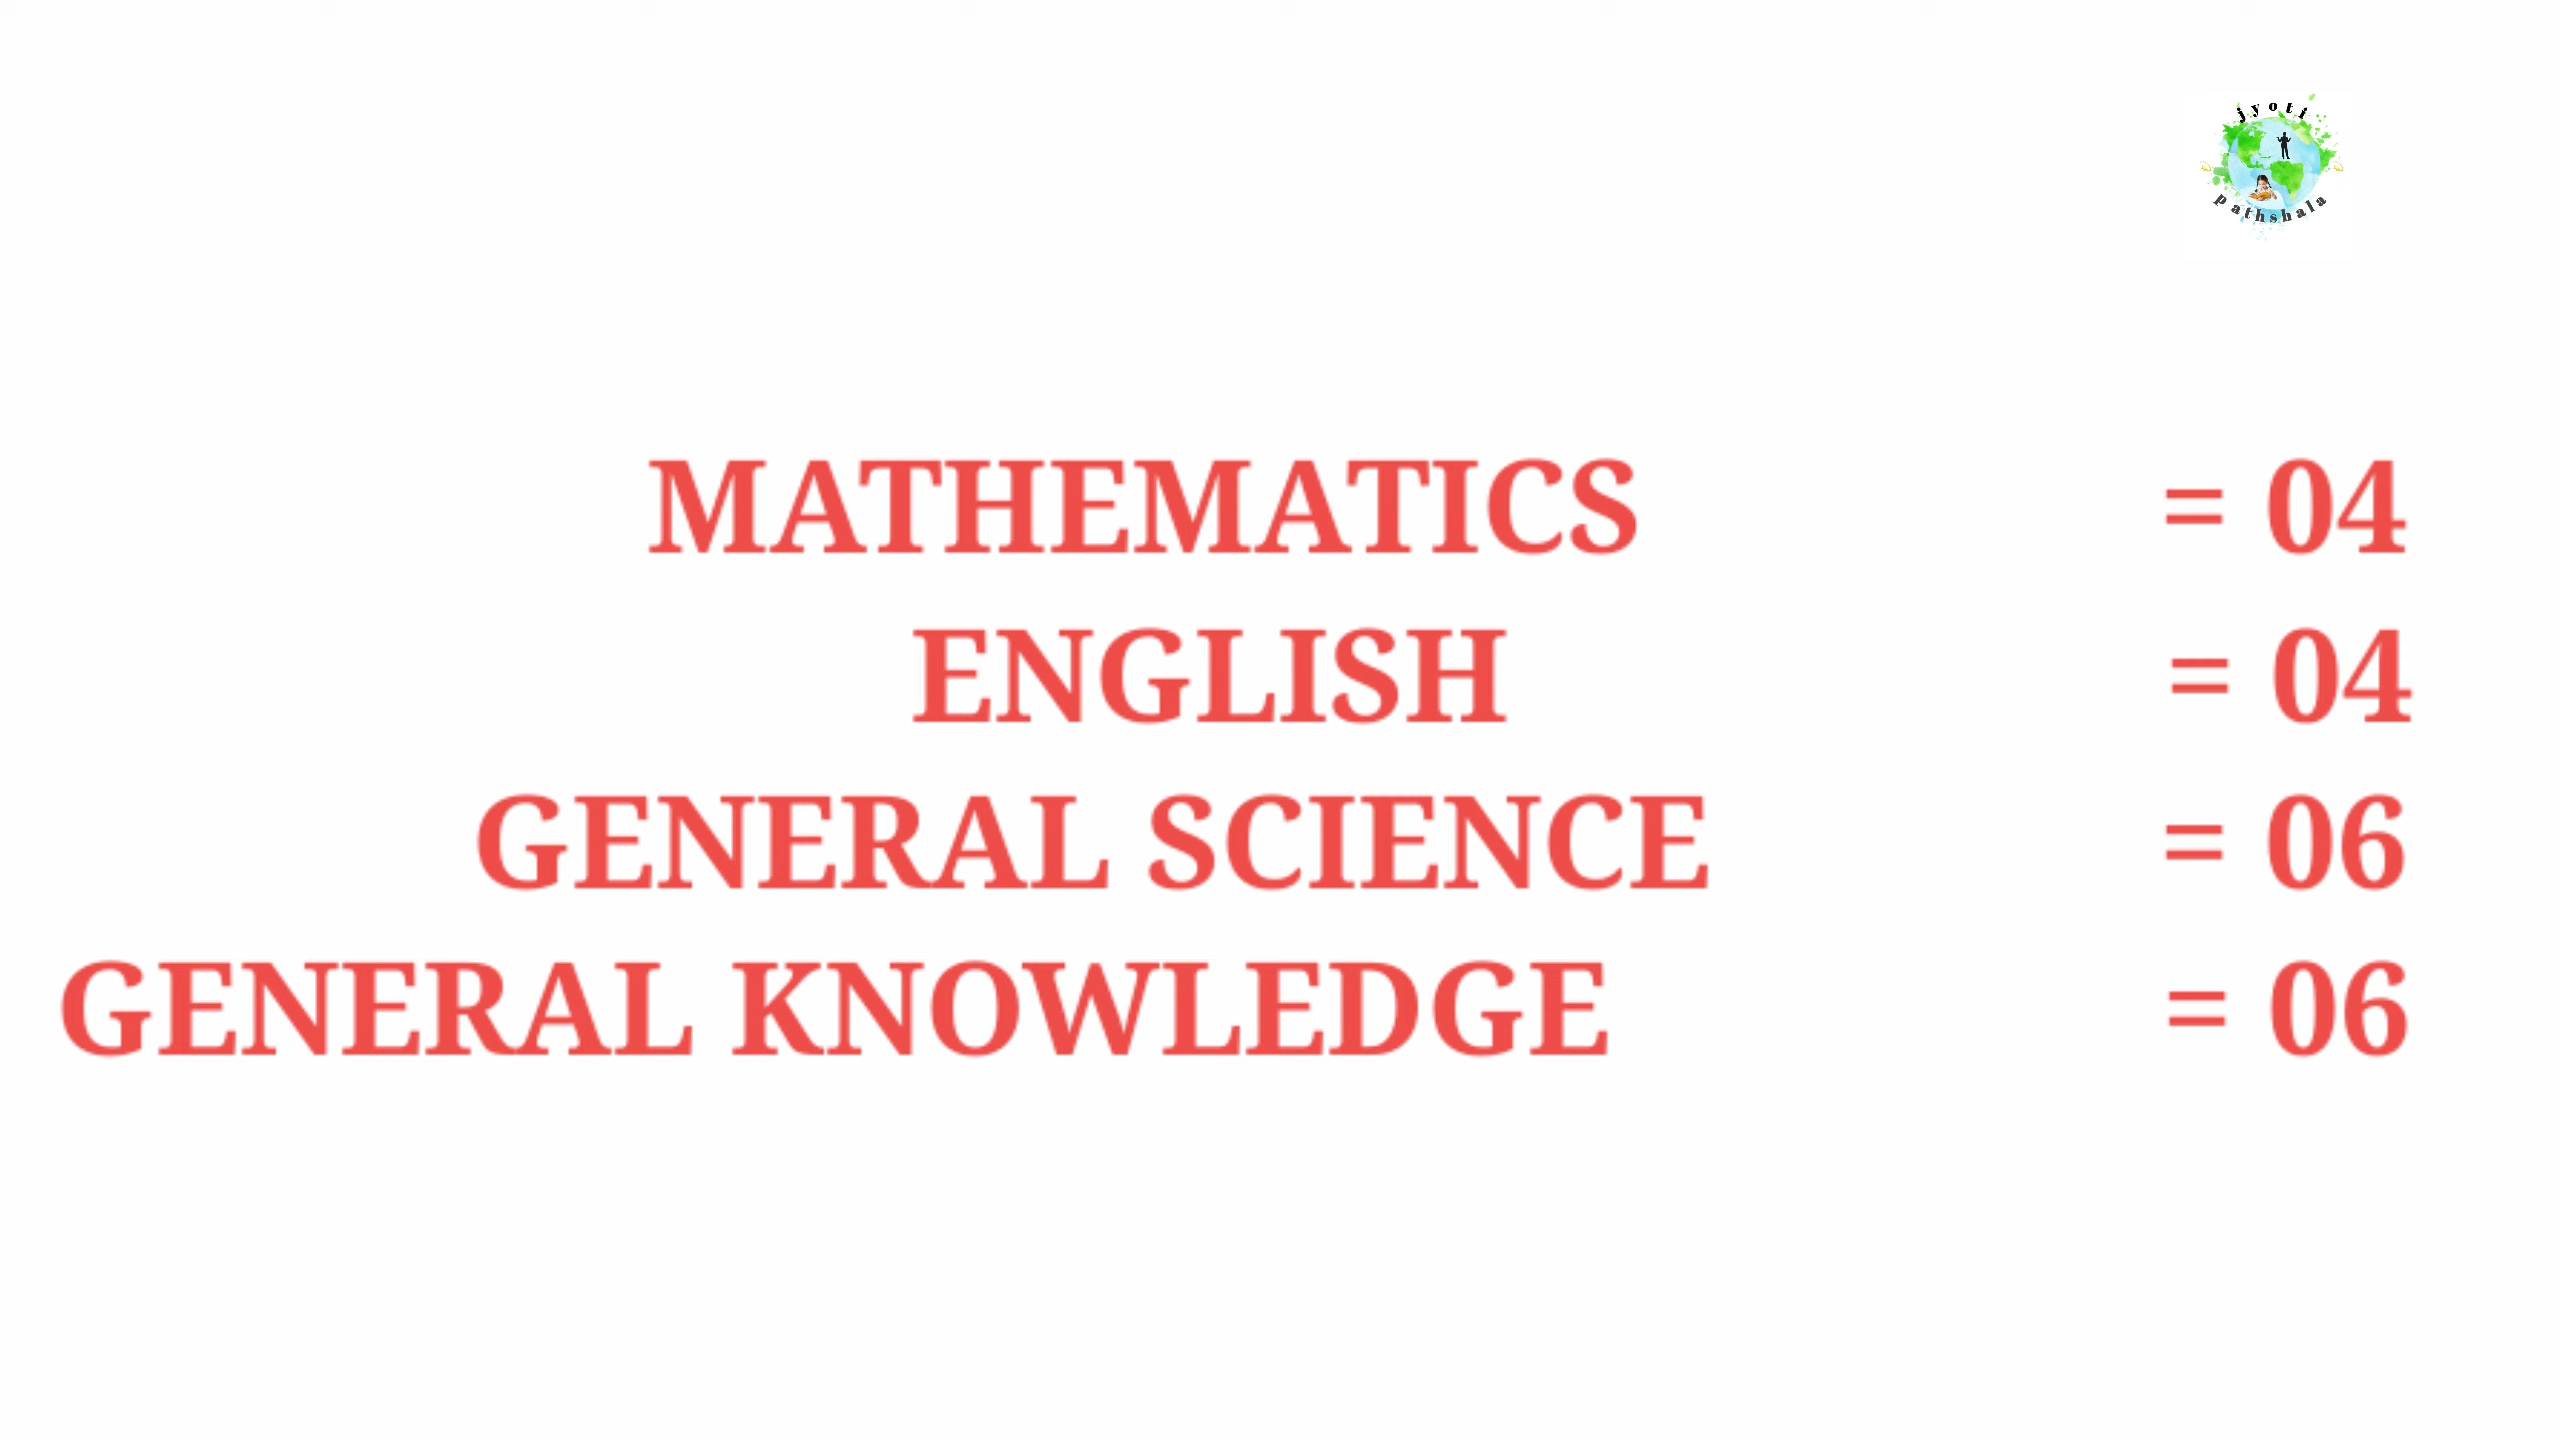 jyoti
pathshala
MATHEMATICS = 04
ENGLISH = 04
GENERAL SCIENCE = 06
GENERAL KNOWLEDGE = 06